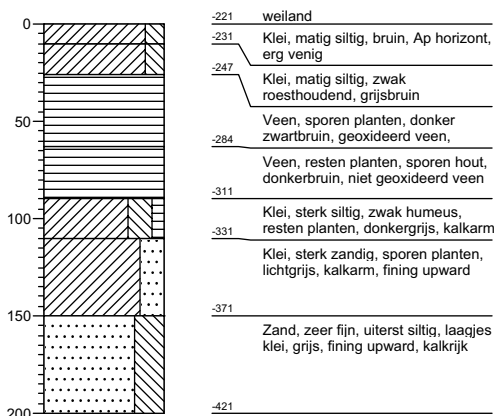 0
50
100
150
200
-221 weiland
-231 Klei, matig siltig, bruin, Ap horizont,
erg venig
-247 Klei, matig siltig, zwak
roesthoudend, grijsbruin
Veen, sporen planten, donker
zwartbruin, geoxideerd veen,
-284
Veen, resten planten, sporen hout,
donkerbruin, niet geoxideerd veen
-311
Klei, sterk siltig, zwak humeus,
resten planten, donkergrijs, kalkarm
-331
Klei, sterk zandig, sporen planten,
lichtgrijs, kalkarm, fining upward
-371
Zand, zeer fijn, uiterst siltig, laagjes
klei, grijs, fining upward, kalkrijk
-421